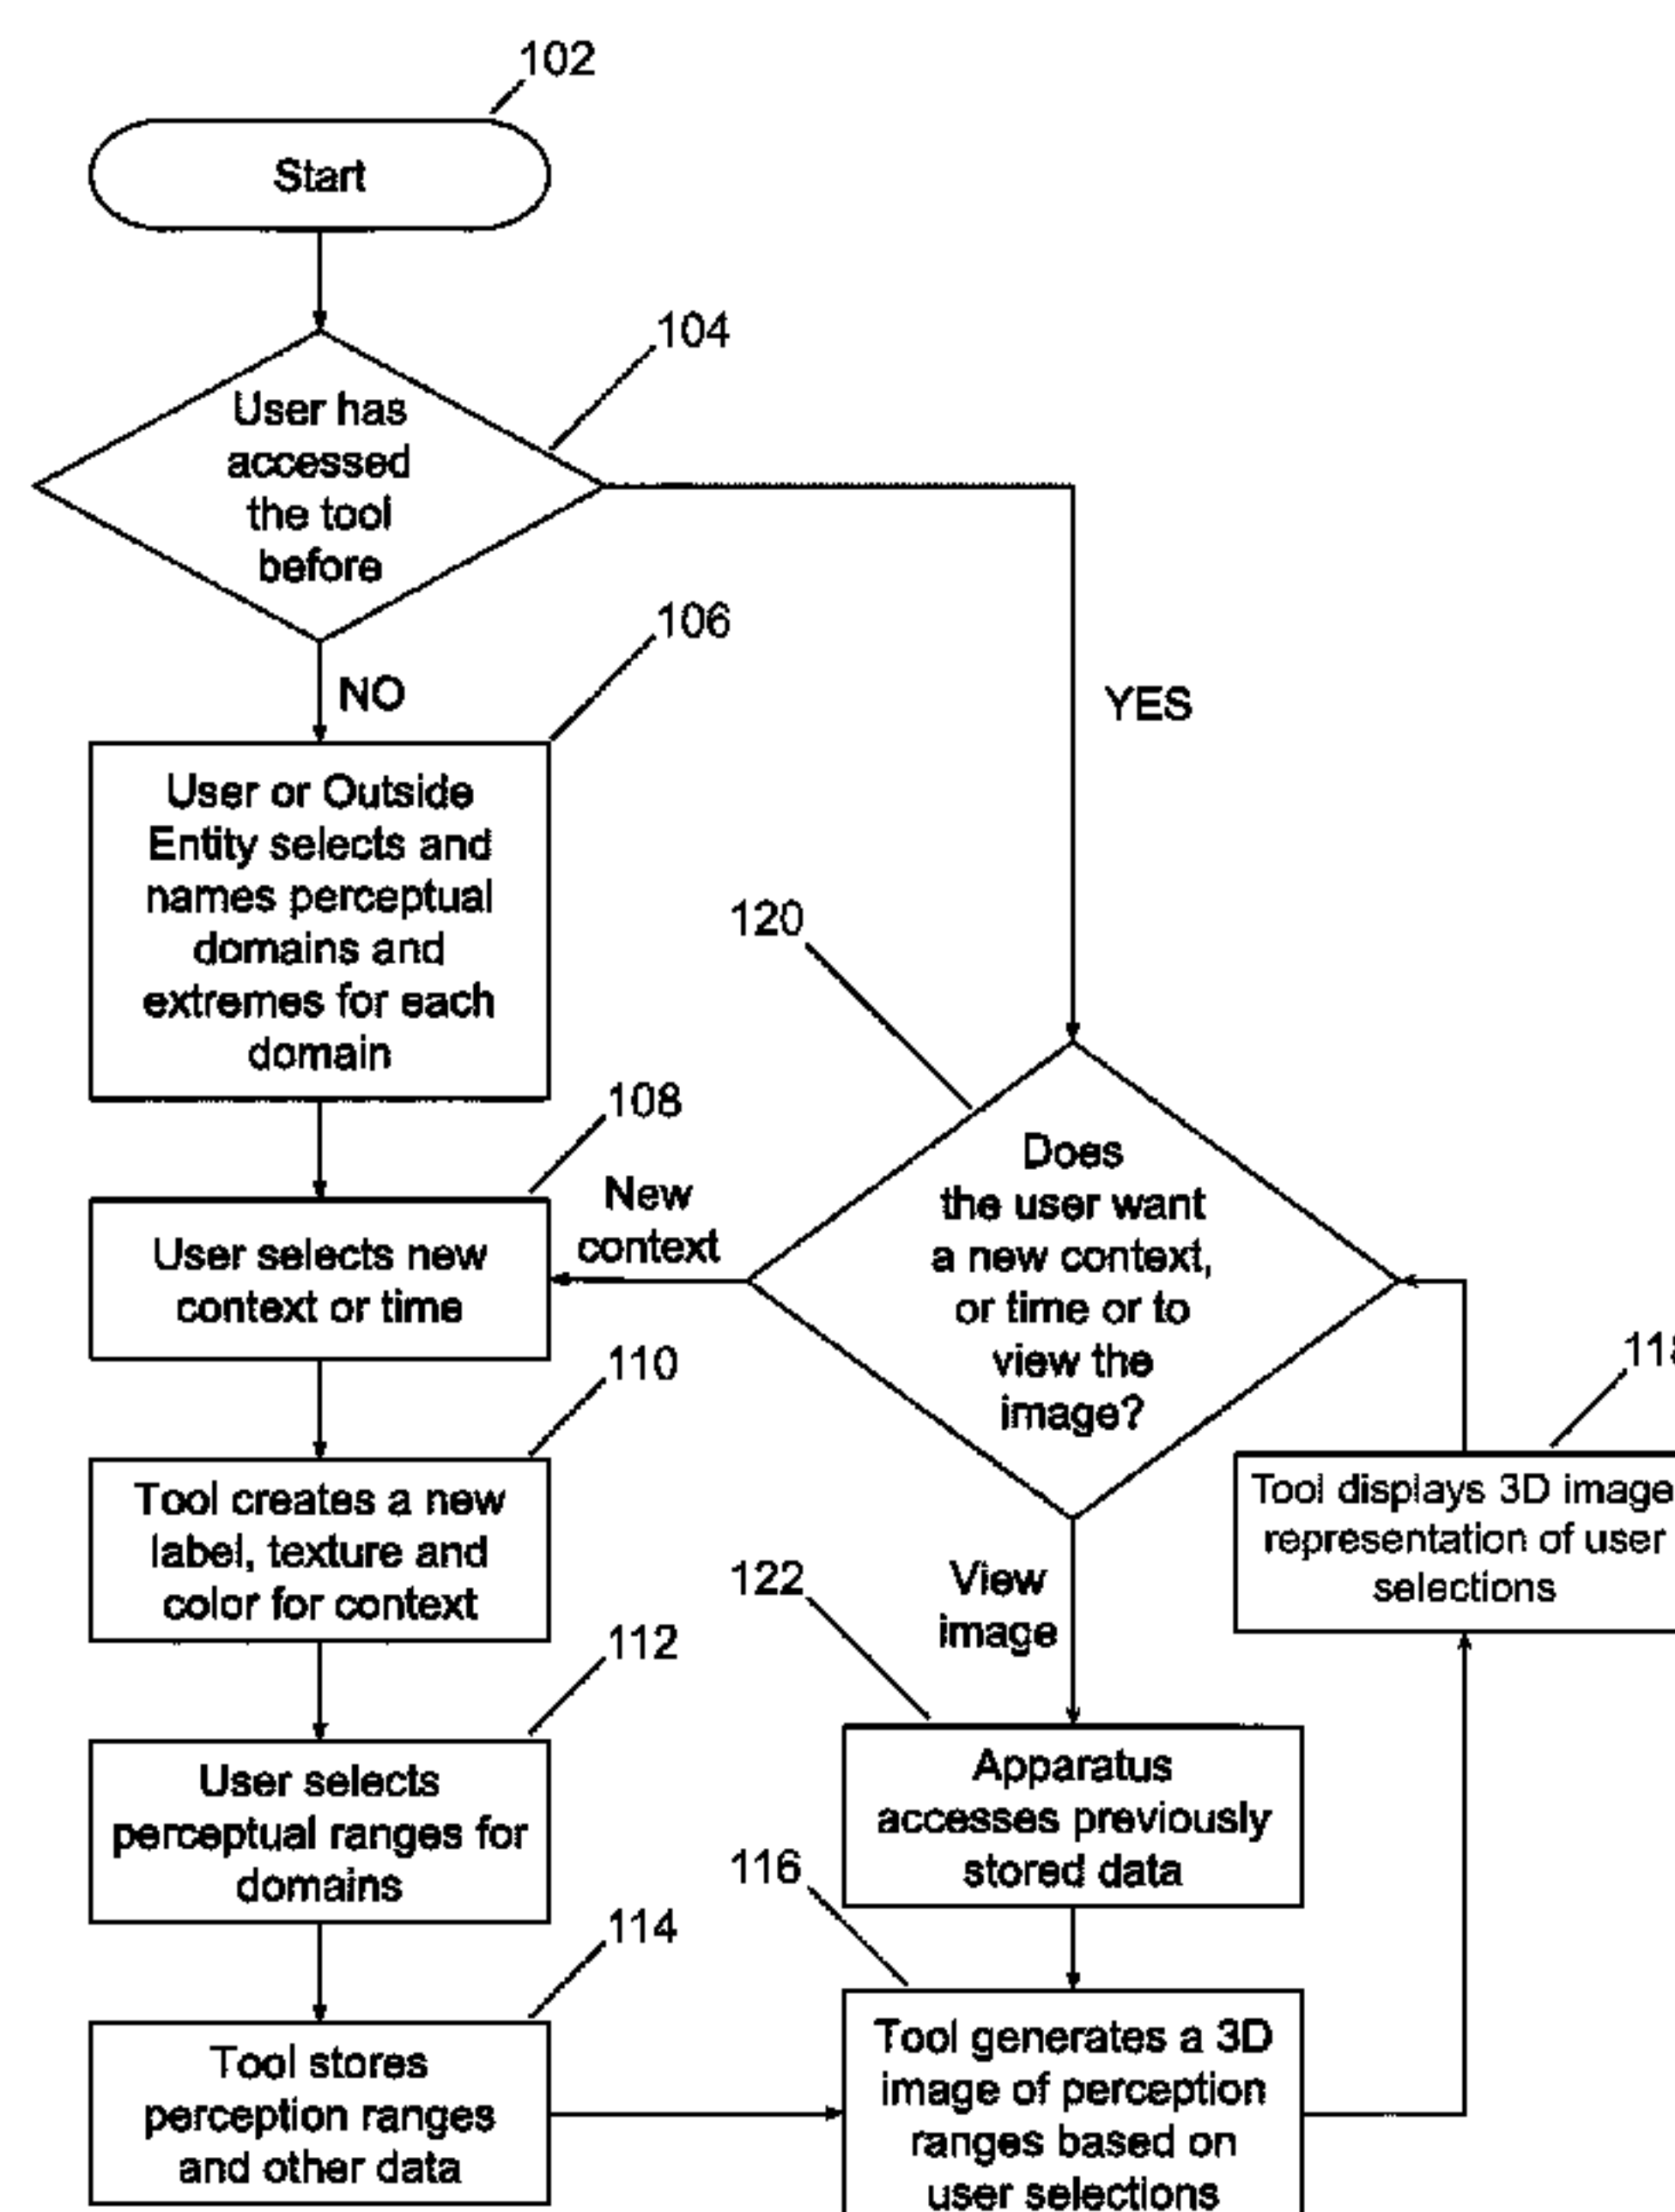 102
Start
104
User has
accessed
the tool
before
NO
YES
106
User or Outside
Entity selects and
names perceptual
domains and
extremes for each
domain
108
User selects new
context or time
New
context
120
Does
the user want
a new context,
or time or to
view the
image?
110
Tool creates a new
label, texture and
color for context
112
User selects
perceptual ranges for
domains
114
Tool stores
perception ranges
and other data
View
image
122
Apparatus
accesses previously
stored data
116
Tool generates a 3D
image of perception
ranges based on
user selections
118
Tool displays 3D image
representation of user
selections